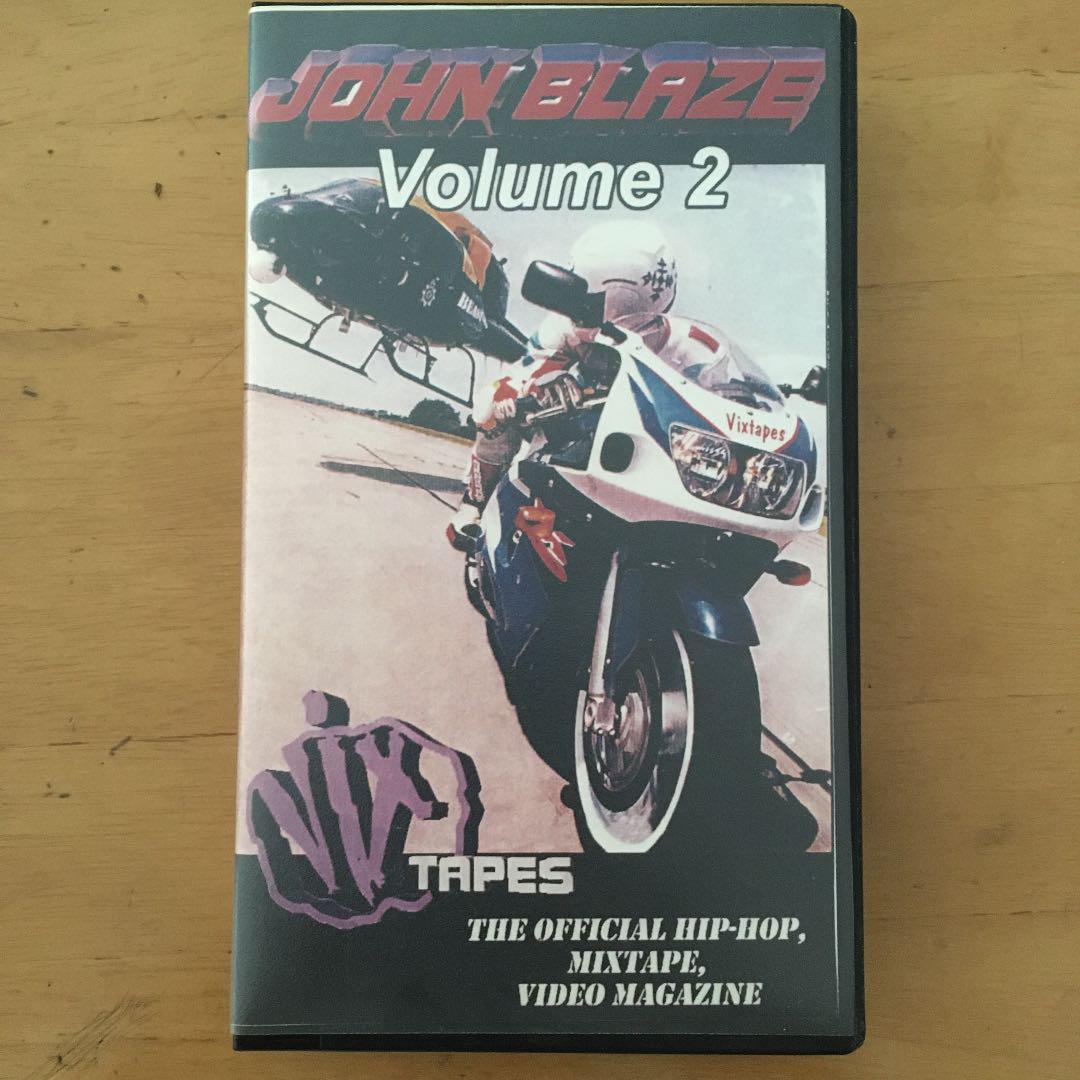 JOHN BLAZE
Volume 2
Vixtapes
VIX
TAPES
THE OFFICIAL HIP-HOP,
MIXTAPE,
VIDEO MAGAZINE